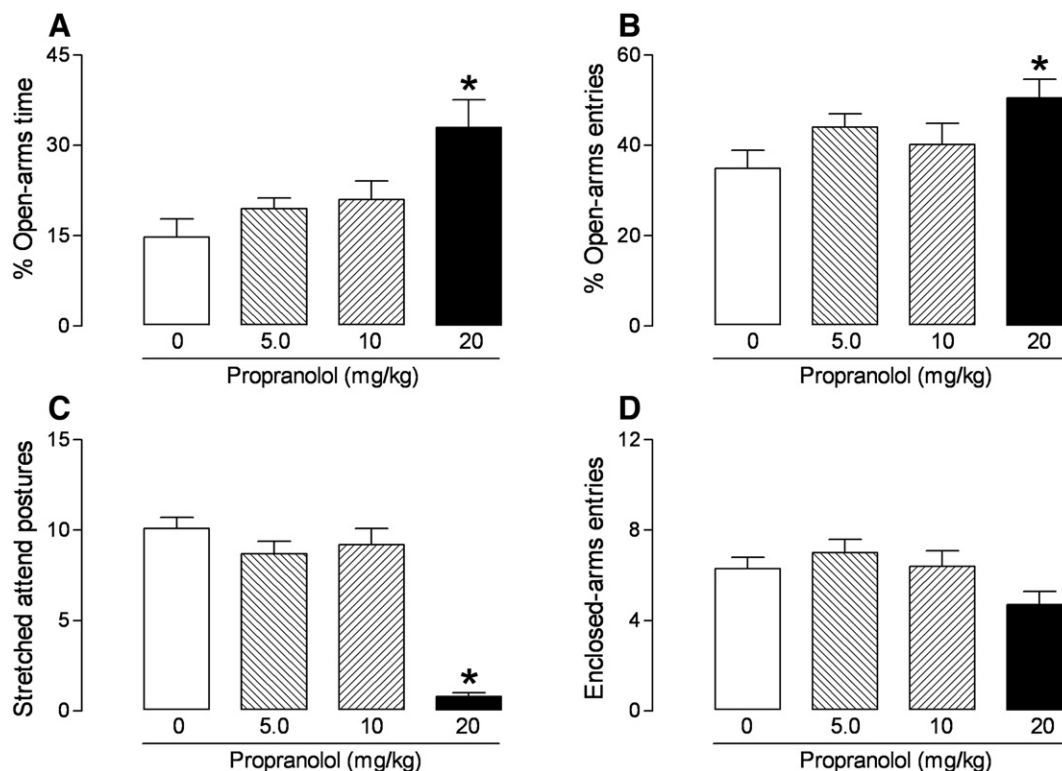 A
45
30
15
0
% Open-arms time
*
0 5.0 10 20
Propranolol (mg/kg)
B
60
40
20
0
% Open-arms entries
*
0 5.0 10 20
Propranolol (mg/kg)
C
15
10
5
0
Stretched attend postures
*
0 5.0 10 20
Propranolol (mg/kg)
D
12
8
4
0
Enclosed-arms entries
0 5.0 10 20
Propranolol (mg/kg)